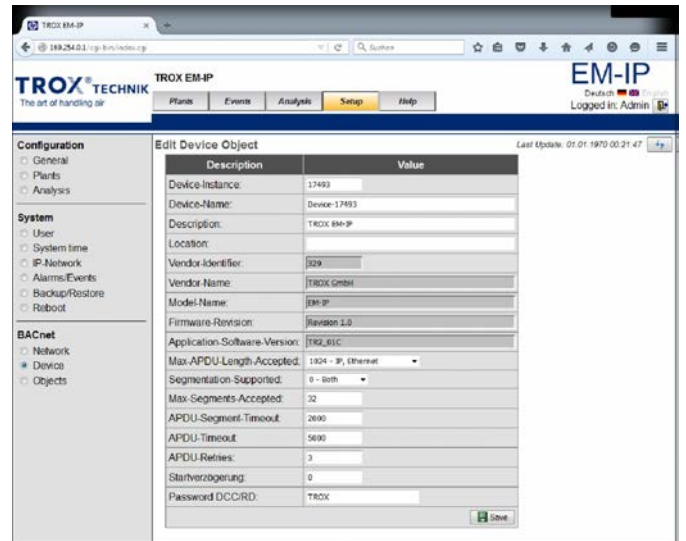 TROX EM-IP
169.254.0.1/cgi-bin/index.cgi
Suchen
TROX® TECHNIK
The art of handling air
TROX EM-IP
Plants Events Analysis Setup Help
EM-IP
Deutsch English
Logged in: Admin
Configuration
General
Plants
Analysis
System
User
System time
IP-Network
Alarms/Events
Backup/Restore
Reboot
BACnet
Network
Device
Objects
Edit Device Object
Last Update: 01.01.1970 00:21:47
Description Value
Device-Instance: 17493
Device-Name: Device-17493
Description: TROX EM-IP
Location:
Vendor-Identifier: 329
Vendor-Name: TROX GmbH
Model-Name: EM-IP
Firmware-Revision: Revision 1.0
Application-Software-Version: TR2_01C
Max-APDU-Length-Accepted: 1024 - IP, Ethernet
Segmentation-Supported: 0 - Both
Max-Segments-Accepted: 32
APDU-Segment-Timeout: 2000
APDU-Timeout: 5000
APDU-Retries: 3
Startverzögerung: 0
Password DCC/RD: TROX
Save